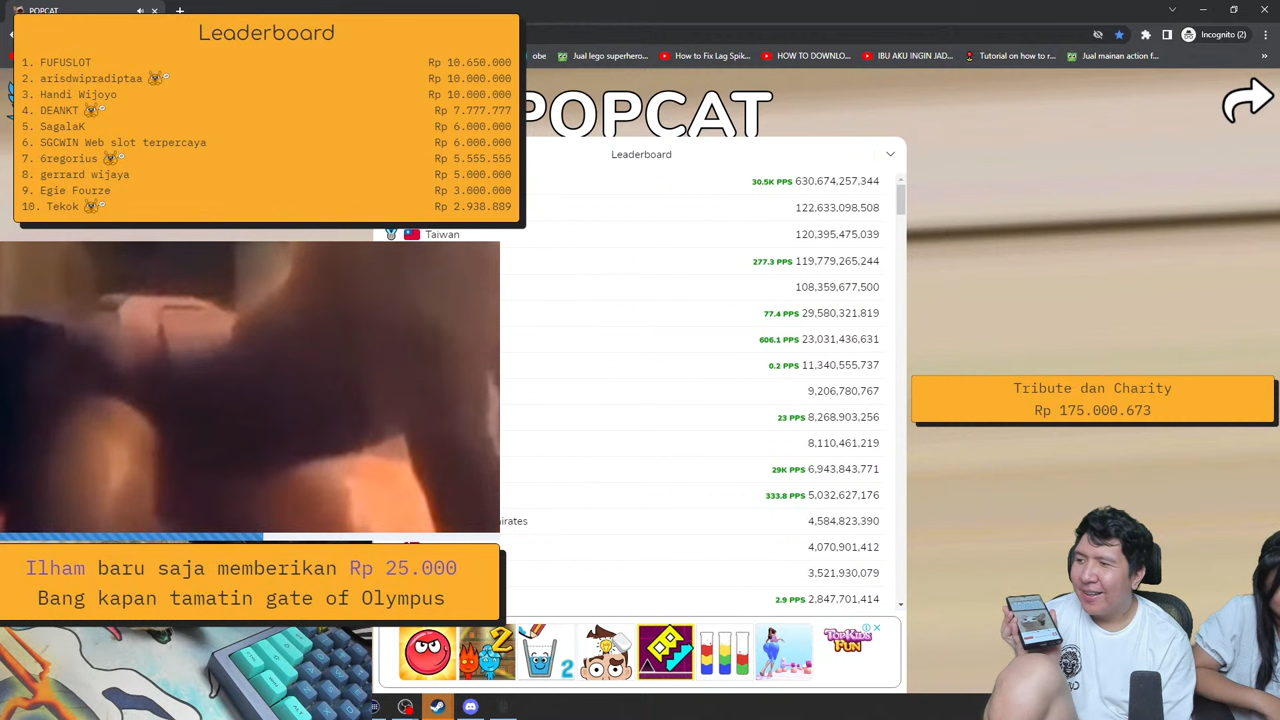 POPCAT
Leaderboard
1. FUFUSLOT Rp 10.650.000
2. arisdwipradiptaa Rp 10.000.000
3. Handi Wijoyo Rp 10.000.000
4. DEANKT Rp 7.777.777
5. SagalaK Rp 6.000.000
6. SGCWIN Web slot terpercaya Rp 6.000.000
7. 6regorius Rp 5.555.555
8. gerrard wijaya Rp 5.000.000
9. Egie Fourze Rp 3.000.000
10. Tekok Rp 2.938.889
Incognito (2)
obe
Jual lego superhero...
How to Fix Lag Spik...
HOW TO DOWNLO...
IBU AKU INGIN JAD...
Tutorial on how to r...
Jual mainan action f...
POPCAT
Leaderboard
30.5K PPS 630,674,257,344
122,633,098,508
Taiwan 120,395,475,039
277.3 PPS 119,779,265,244
108,359,677,500
77.4 PPS 29,580,321,819
606.1 PPS 23,031,436,631
0.2 PPS 11,340,555,737
9,206,780,767
23 PPS 8,268,903,256
8,110,461,219
29K PPS 6,943,843,771
333.8 PPS 5,032,627,176
irates 4,584,823,390
4,070,901,412
3,521,930,079
2.9 PPS 2,847,701,414
Tribute dan Charity
Rp 175.000.673
Ilham baru saja memberikan Rp 25.000
Bang kapan tamatin gate of Olympus
2
2
TopKids
FUN